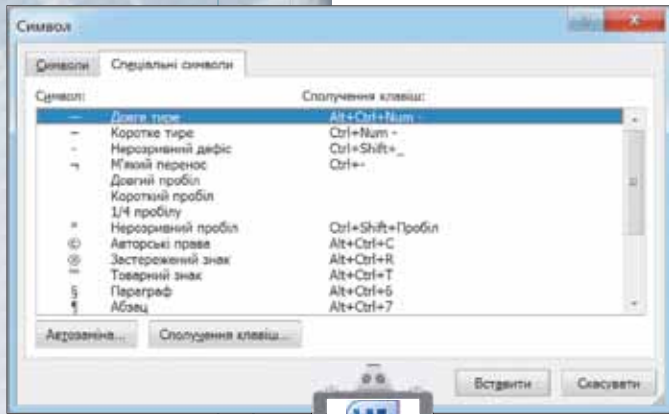 Символ
Символи Спеціальні символи
Символ: Сполучення клавіш:
— Довге тире Alt+Ctrl+Num -
– Коротке тире Ctrl+Num -
- Нерозривний дефіс Ctrl+Shift+_
¬ М'який перенос Ctrl+-
Довгий пробіл
Короткий пробіл
1/4 пробілу
° Нерозривний пробіл Ctrl+Shift+Пробіл
© Авторські права Alt+Ctrl+C
® Застережений знак Alt+Ctrl+R
™ Товарний знак Alt+Ctrl+T
§ Параграф Alt+Ctrl+6
¶ Абзац Alt+Ctrl+7
Автозаміна... Сполучення клавіш...
Вставити Скасувати